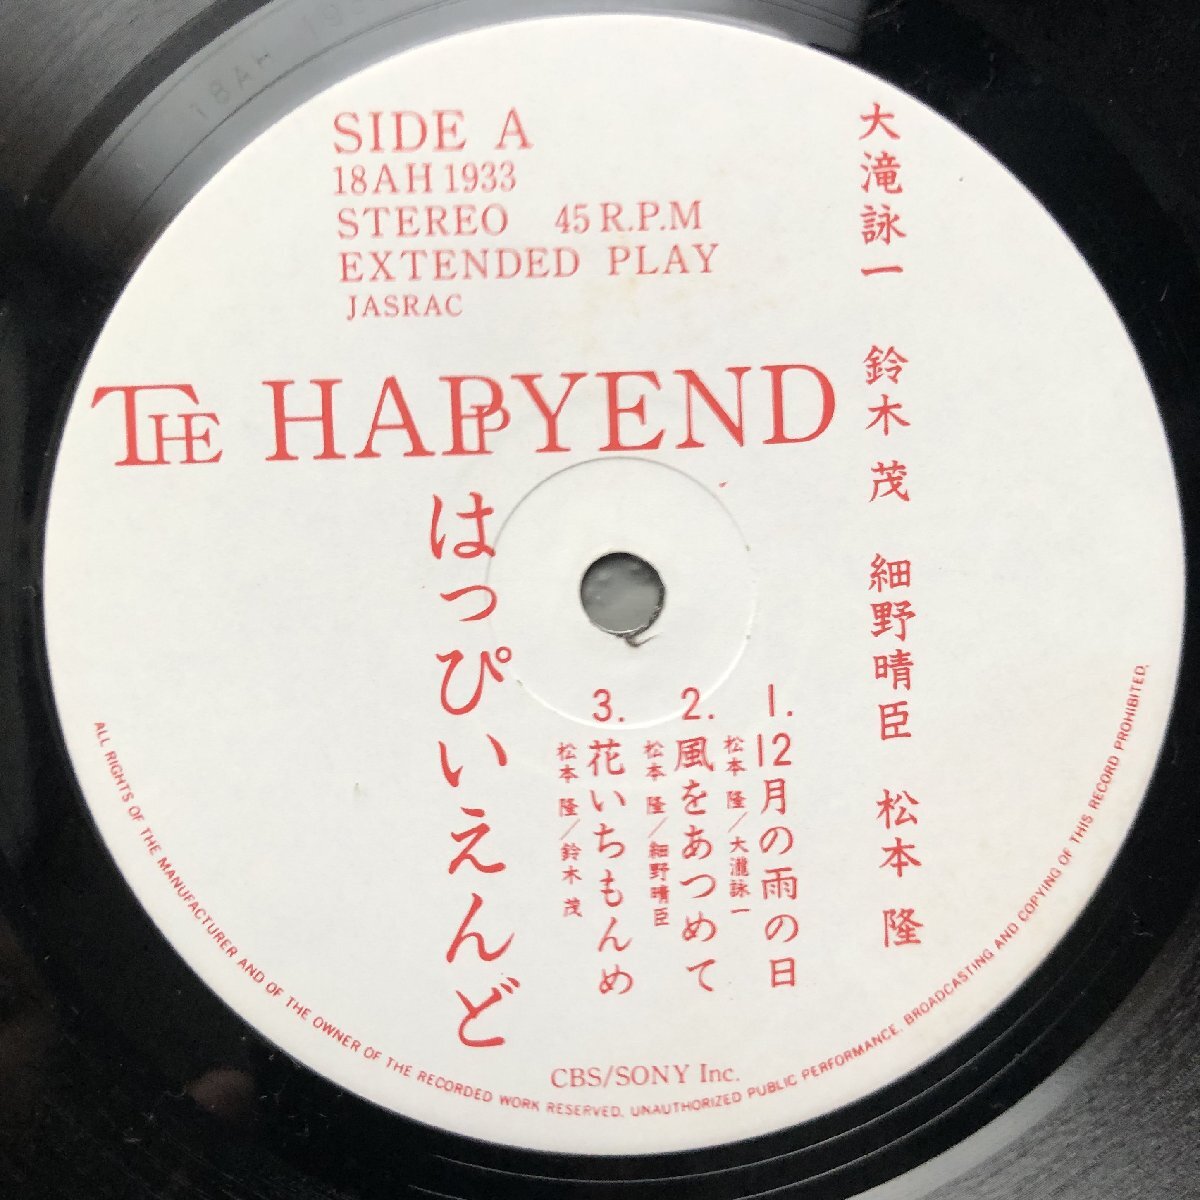 SIDE A
18AH 1933
STEREO 45 R.P.M
EXTENDED PLAY
JASRAC
THE HAPPYEND
はっぴいえんど
大滝詠一 鈴木茂 細野晴臣 松本隆
1. 12月の雨の日
松本 隆/大瀧詠一
2. 風をあつめて
松本 隆/細野晴臣
3. 花いちもんめ
松本 隆/鈴木 茂
CBS/SONY Inc.
ALL RIGHTS OF THE MANUFACTURER AND OF THE OWNER OF THE RECORDED WORK RESERVED. UNAUTHORIZED PUBLIC PERFORMANCE. BROADCASTING AND COPYING OF THIS RECORD PROHIBITED.